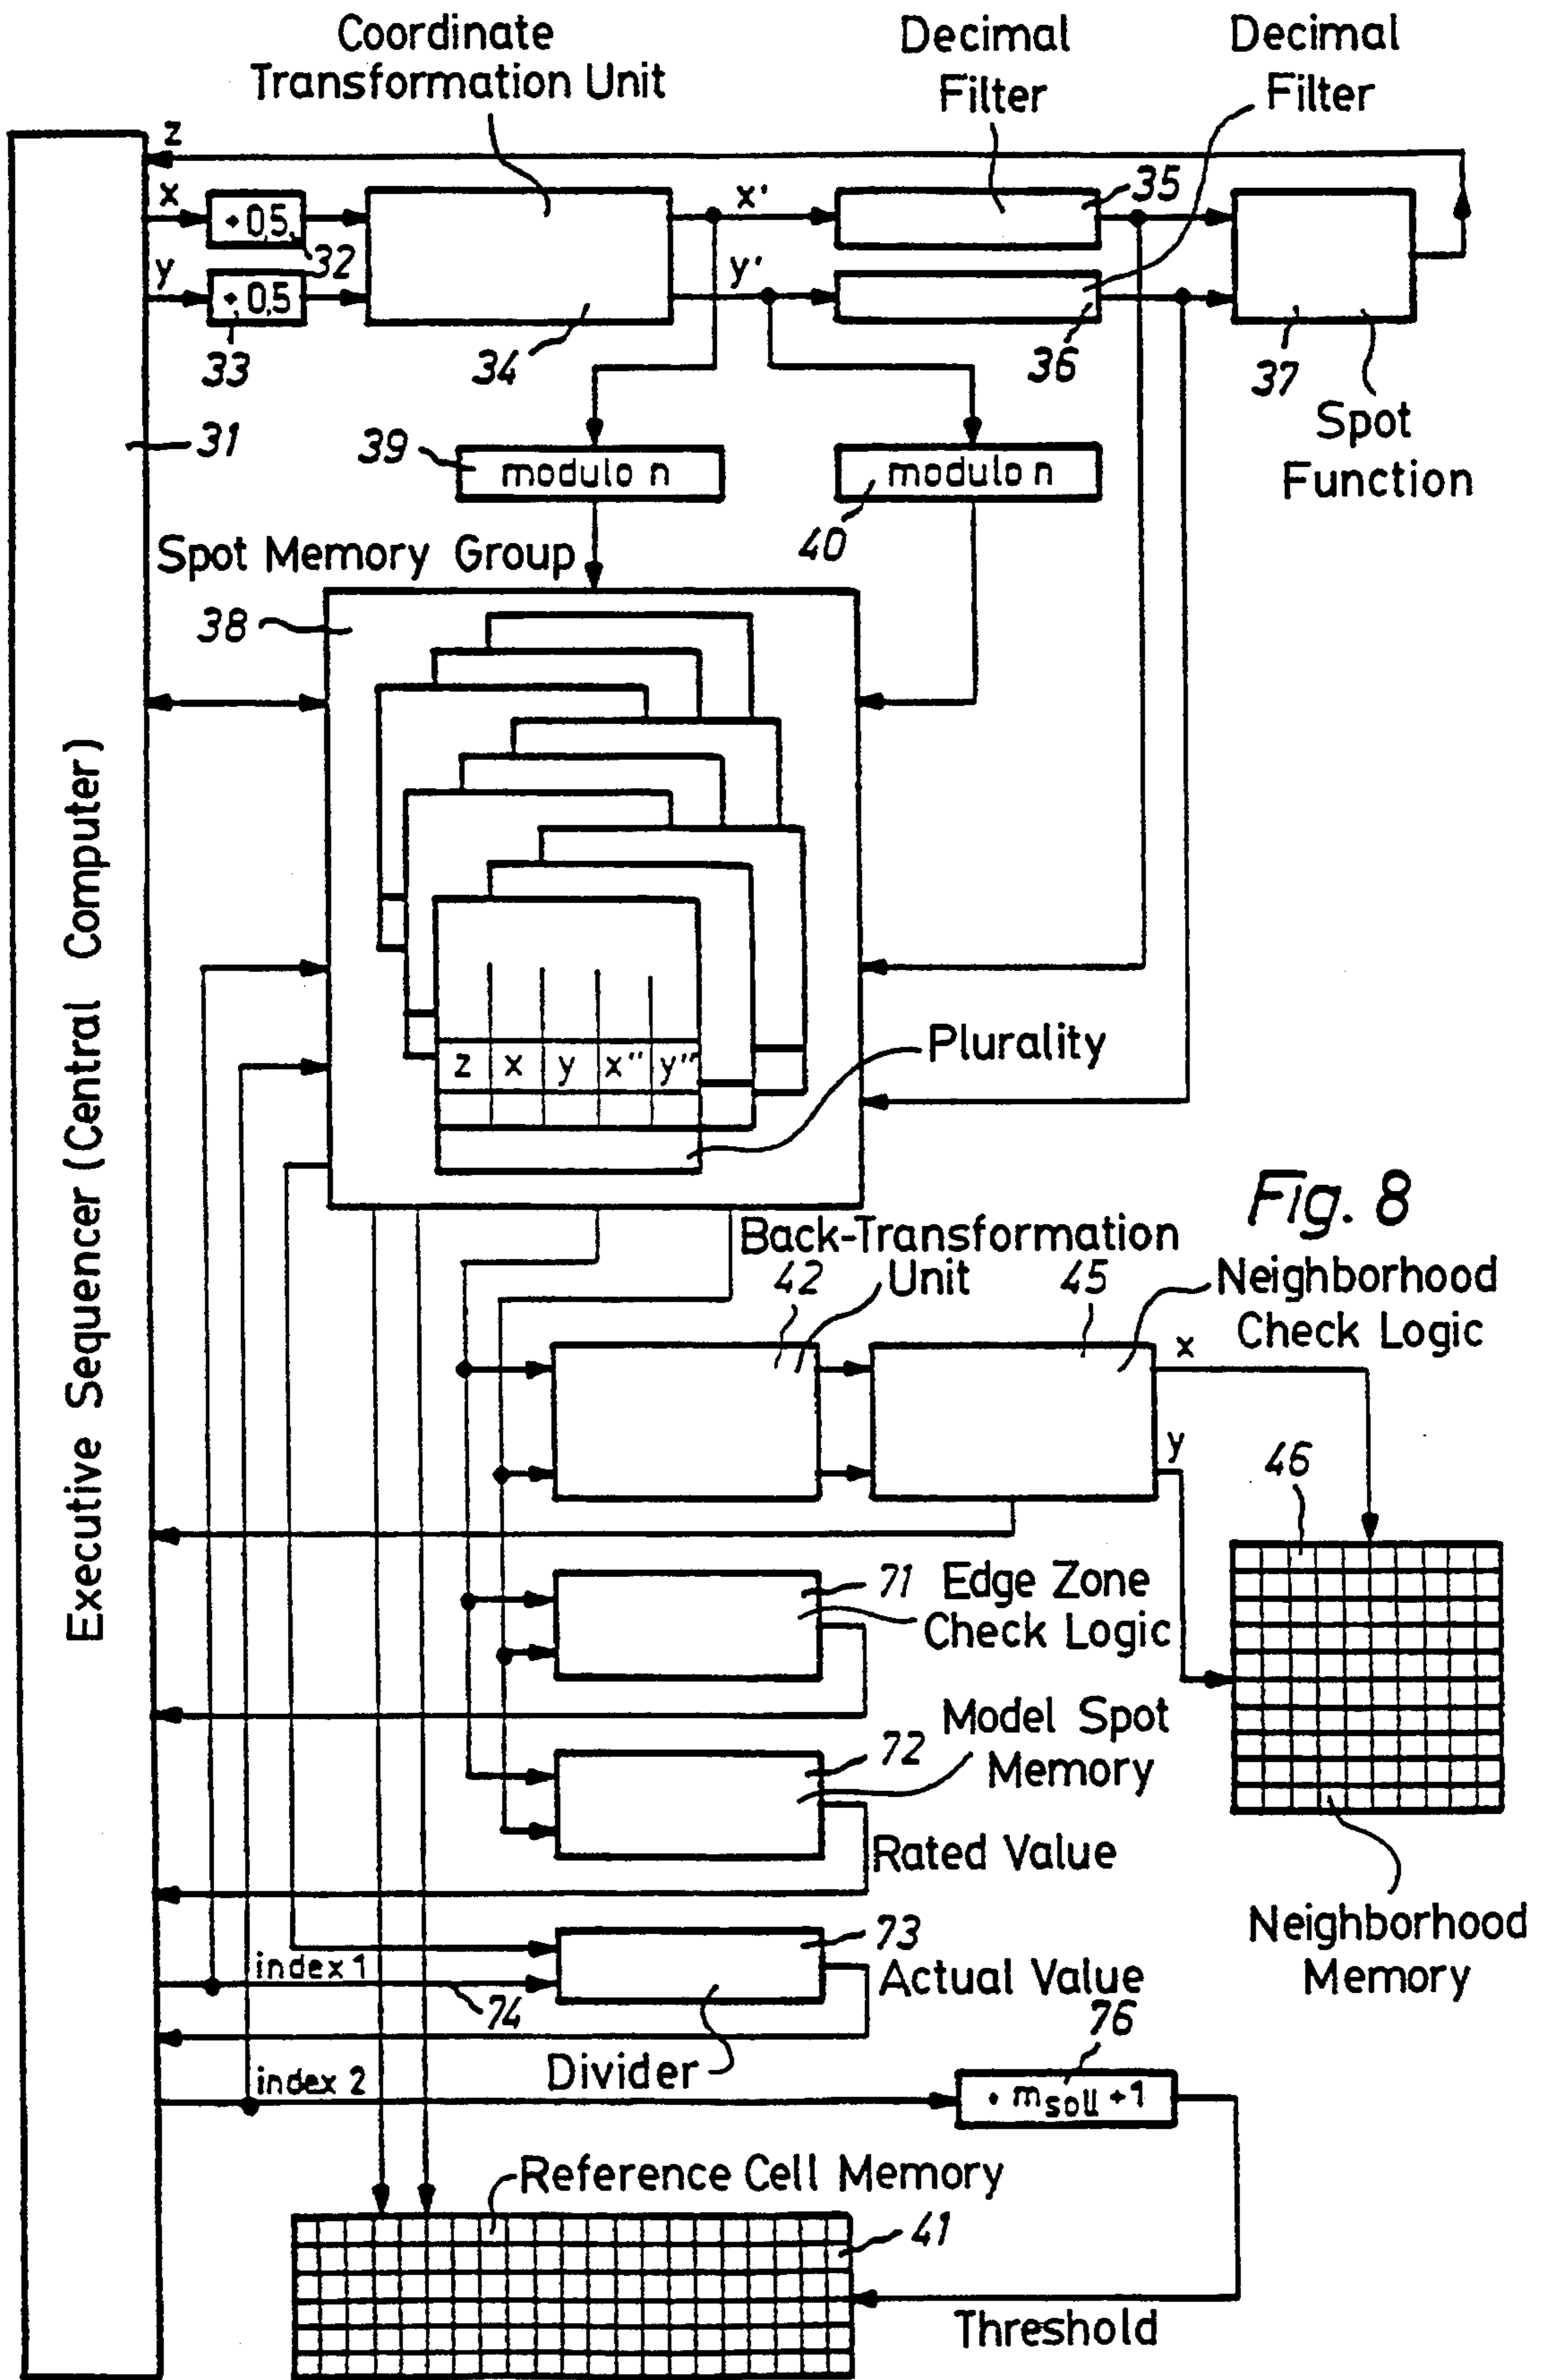 Coordinate
Transformation Unit
Decimal
Filter
Decimal
Filter
z
x
+0,5
32
y
+0,5
33
34
x'
y'
35
36
37
Spot
Function
31
39
modulo n
modulo n
40
Spot Memory Group
38
Executive Sequencer (Central Computer)
z x y x'' y''
Plurality
Fig. 8
Back-Transformation
Unit
42
45
Neighborhood
Check Logic
x
y
46
71
Edge Zone
Check Logic
Model Spot
Memory
72
Rated Value
Neighborhood
Memory
73
Actual Value
index 1
74
Divider
76
index 2
· msoll +1
Reference Cell Memory
41
Threshold